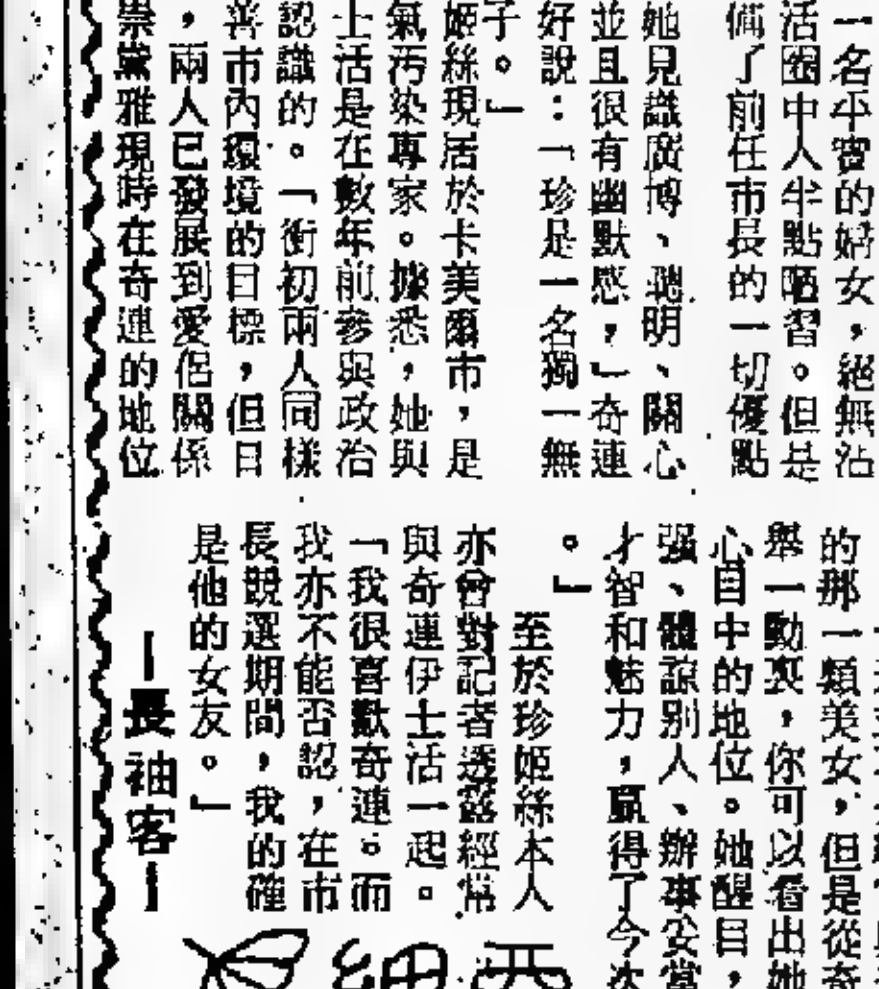 一名平實的婦女，絕無沾
活圈中人半點陋習。但是
備了前任市長的一切優點
她見識廣博、聰明、關心
並且很有幽默感，」奇連
好說：「珍是一名獨一無
子。」
姬絲現居於卡美爾市，是
氣污染專家。據悉，她與
士活是在數年前參與政治
認識的。「衝初兩人同樣
善市內環境的目標，但日
，兩人已發展到愛侶關係
崇黛雅現時在奇連的地位
的那一類美女，但是從奇
舉一動裏，你可以看出她
心目中的地位。她醒目，
强、體諒別人、辦事妥當
才智和魅力，贏得了今次
。」
至於珍姬絲本人
亦會對記者透露經常
與奇連伊士活一起。
「我很喜歡奇連。而
我亦不能否認，在市
長競選期間，我的確
是他的女友。」
—長袖客—